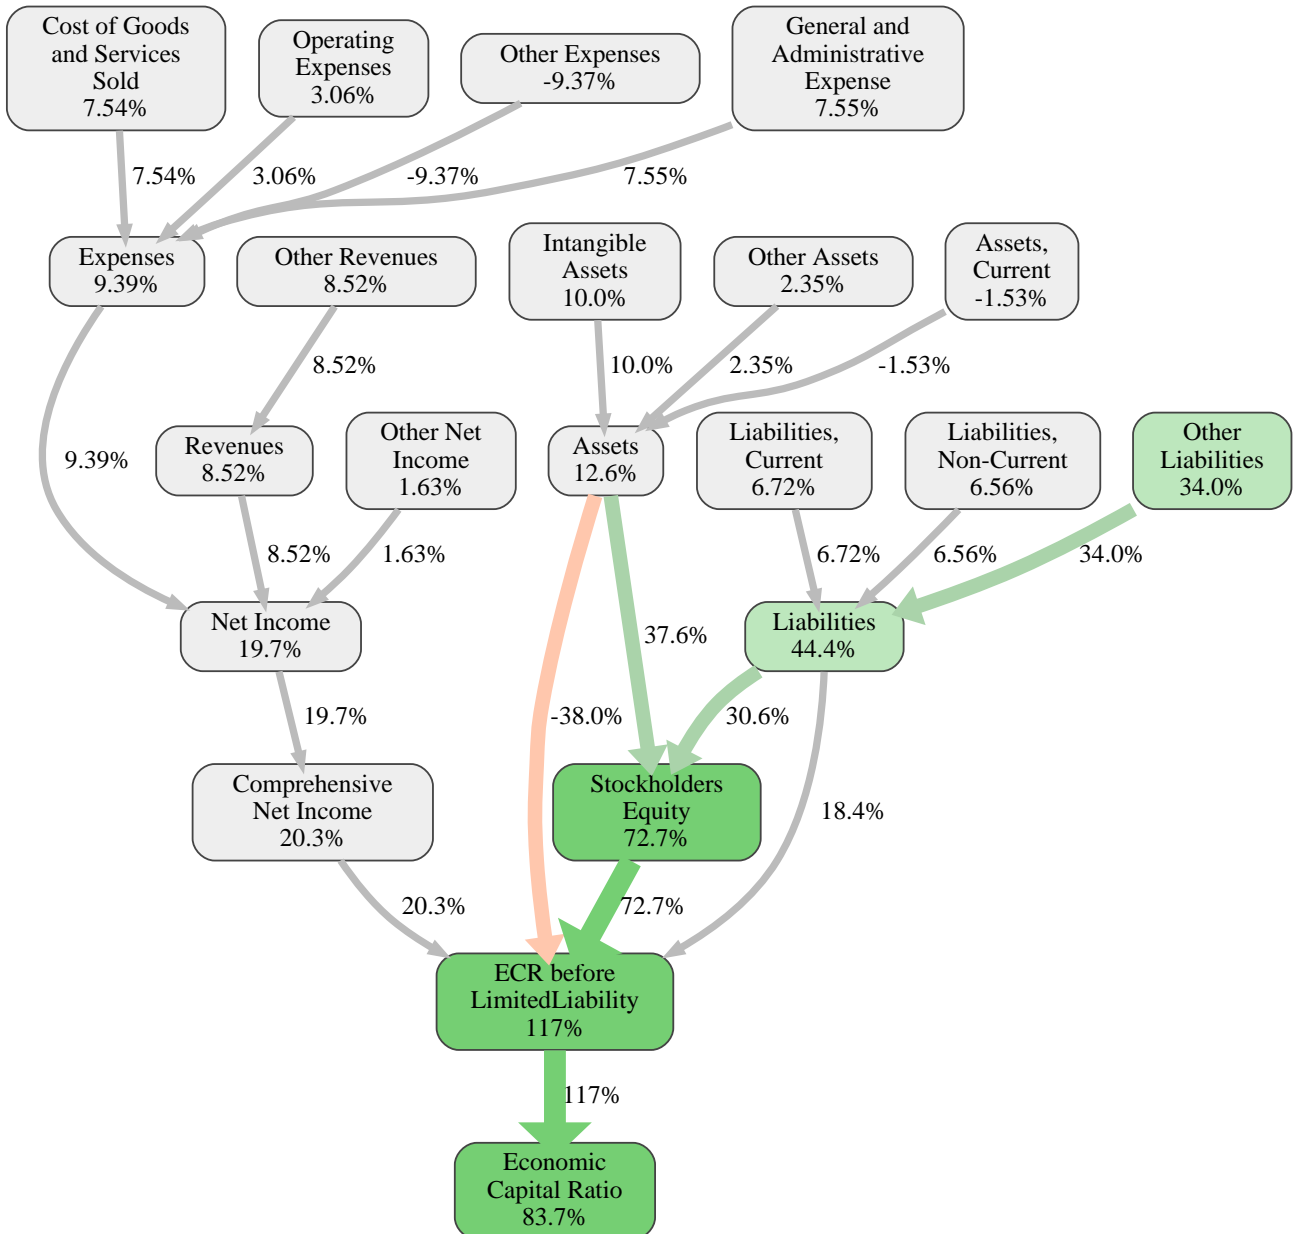 Cost of Goods
and Services
Sold
7.54%
Operating
Expenses
3.06%
Other Expenses
-9.37%
General and
Administrative
Expense
7.55%
7.54%
3.06%
-9.37%
7.55%
Expenses
9.39%
Other Revenues
8.52%
Intangible
Assets
10.0%
Other Assets
2.35%
Assets,
Current
-1.53%
8.52%
10.0%
2.35%
-1.53%
9.39%
Revenues
8.52%
Other Net
Income
1.63%
Assets
12.6%
Liabilities,
Current
6.72%
Liabilities,
Non-Current
6.56%
Other
Liabilities
34.0%
8.52%
1.63%
6.72%
6.56%
34.0%
Net Income
19.7%
37.6%
Liabilities
44.4%
19.7%
-38.0%
30.6%
Comprehensive
Net Income
20.3%
Stockholders
Equity
72.7%
18.4%
20.3%
72.7%
ECR before
LimitedLiability
117%
117%
Economic
Capital Ratio
83.7%